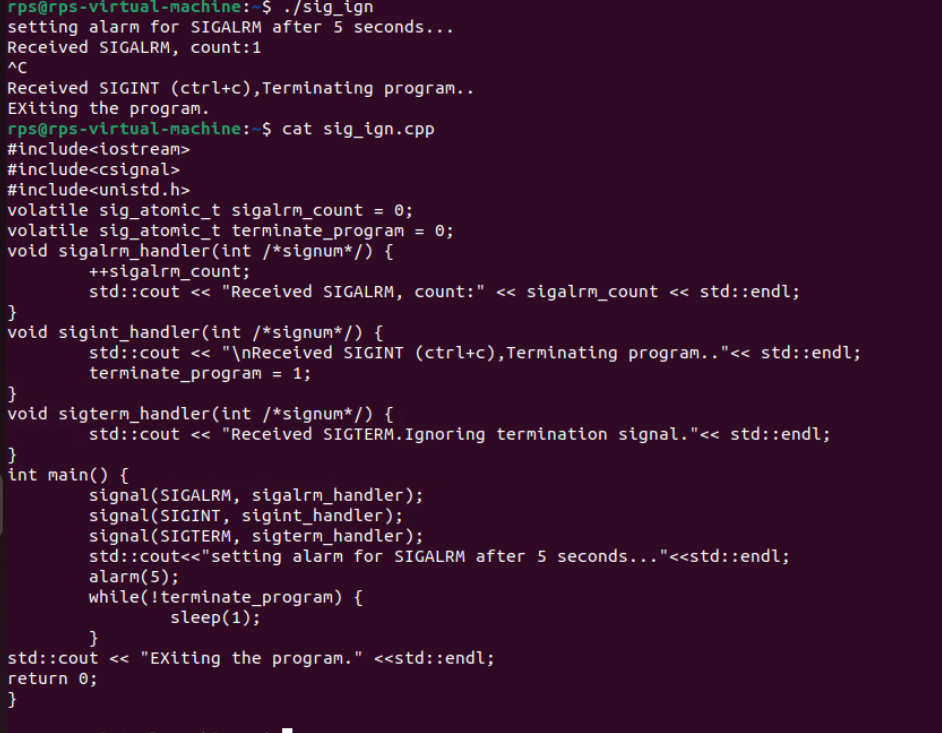 rps@rps-virtual-machine:~$ ./sig_ign
setting alarm for SIGALRM after 5 seconds...
Received SIGALRM, count:1
^C
Received SIGINT (ctrl+c),Terminating program..
EXiting the program.
rps@rps-virtual-machine:~$ cat sig_ign.cpp
#include<iostream>
#include<csignal>
#include<unistd.h>
volatile sig_atomic_t sigalrm_count = 0;
volatile sig_atomic_t terminate_program = 0;
void sigalrm_handler(int /*signum*/) {
        ++sigalrm_count;
        std::cout << "Received SIGALRM, count:" << sigalrm_count << std::endl;
}
void sigint_handler(int /*signum*/) {
        std::cout << "\nReceived SIGINT (ctrl+c),Terminating program.."<< std::endl;
        terminate_program = 1;
}
void sigterm_handler(int /*signum*/) {
        std::cout << "Received SIGTERM.Ignoring termination signal."<< std::endl;
}
int main() {
        signal(SIGALRM, sigalrm_handler);
        signal(SIGINT, sigint_handler);
        signal(SIGTERM, sigterm_handler);
        std::cout<<"setting alarm for SIGALRM after 5 seconds..."<<std::endl;
        alarm(5);
        while(!terminate_program) {
                sleep(1);
        }
std::cout << "EXiting the program." <<std::endl;
return 0;
}